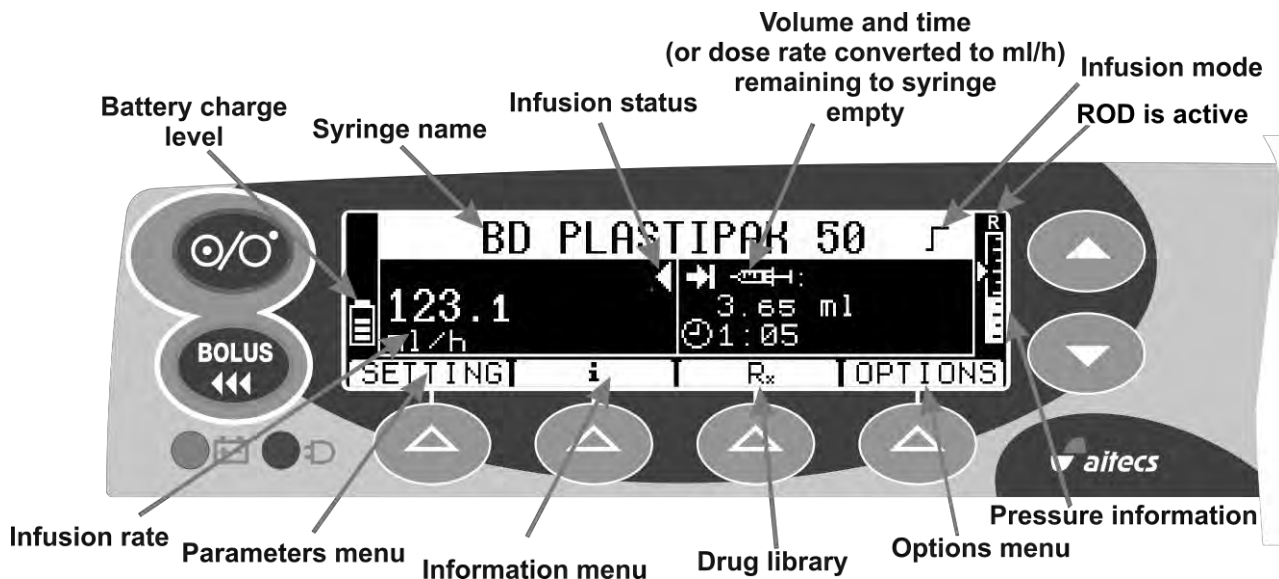 Volume and time
(or dose rate converted to ml/h)
remaining to syringe
empty
Infusion mode
ROD is active
Battery charge
level
Syringe name
Infusion status
R
BD PLASTIPAK 50
123.1
ml/h
:
3.65 ml
1:05
BOLUS
SETTING
i
Rx
OPTIONS
aitecs
Infusion rate
Parameters menu
Information menu
Drug library
Options menu
Pressure information